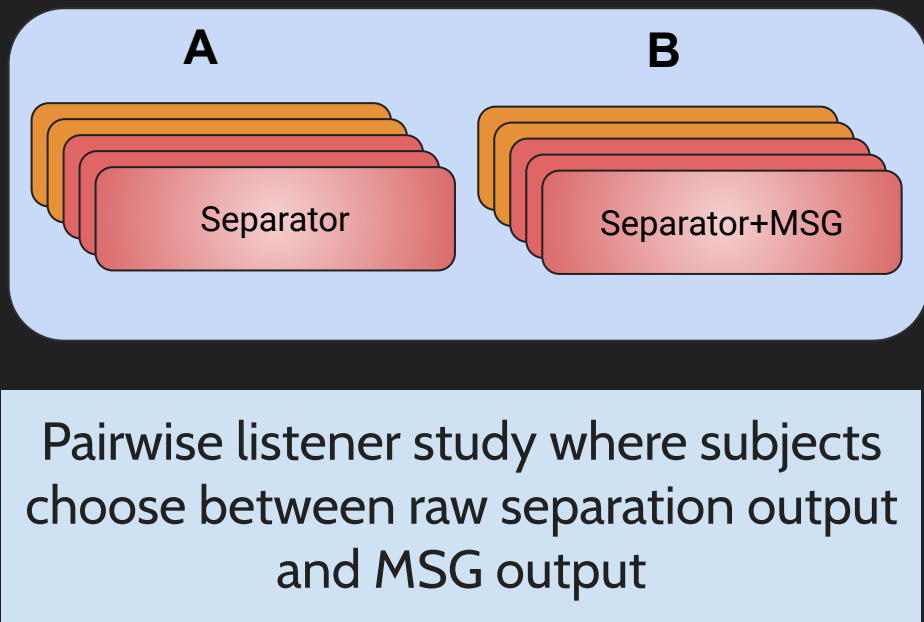 A
B
Separator
Separator+MSG
Pairwise listener study where subjects
choose between raw separation output
and MSG output